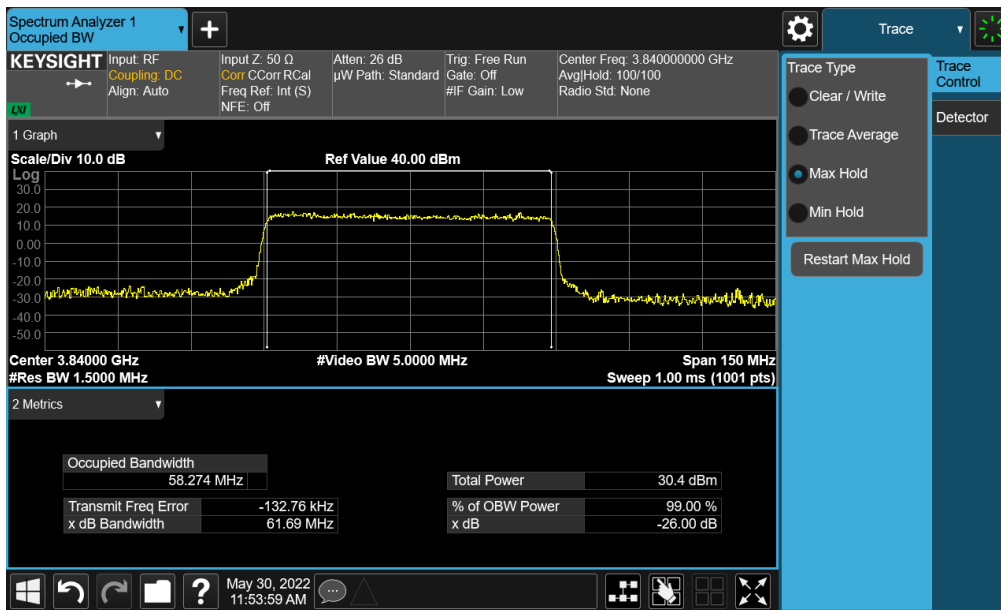 Spectrum Analyzer 1
Occupied BW
Trace
KEYSIGHT
Input: RF
Coupling: DC
Align: Auto
Input Z: 50 Ω
Corr CCorr RCal
Freq Ref: Int (S)
NFE: Off
Atten: 26 dB
µW Path: Standard
Trig: Free Run
Gate: Off
#IF Gain: Low
Center Freq: 3.840000000 GHz
Avg|Hold: 100/100
Radio Std: None
LXI
Trace Type
Clear / Write
Trace Average
Max Hold
Min Hold
Restart Max Hold
Trace
Control
Detector
1 Graph
Scale/Div 10.0 dB
Ref Value 40.00 dBm
Log
30.0
20.0
10.0
0.00
-10.0
-20.0
-30.0
-40.0
-50.0
Center 3.84000 GHz
#Video BW 5.0000 MHz
Span 150 MHz
#Res BW 1.5000 MHz
Sweep 1.00 ms (1001 pts)
2 Metrics
Occupied Bandwidth
58.274 MHz
Total Power 30.4 dBm
Transmit Freq Error -132.76 kHz
% of OBW Power 99.00 %
x dB Bandwidth 61.69 MHz
x dB -26.00 dB
?
May 30, 2022
11:53:59 AM